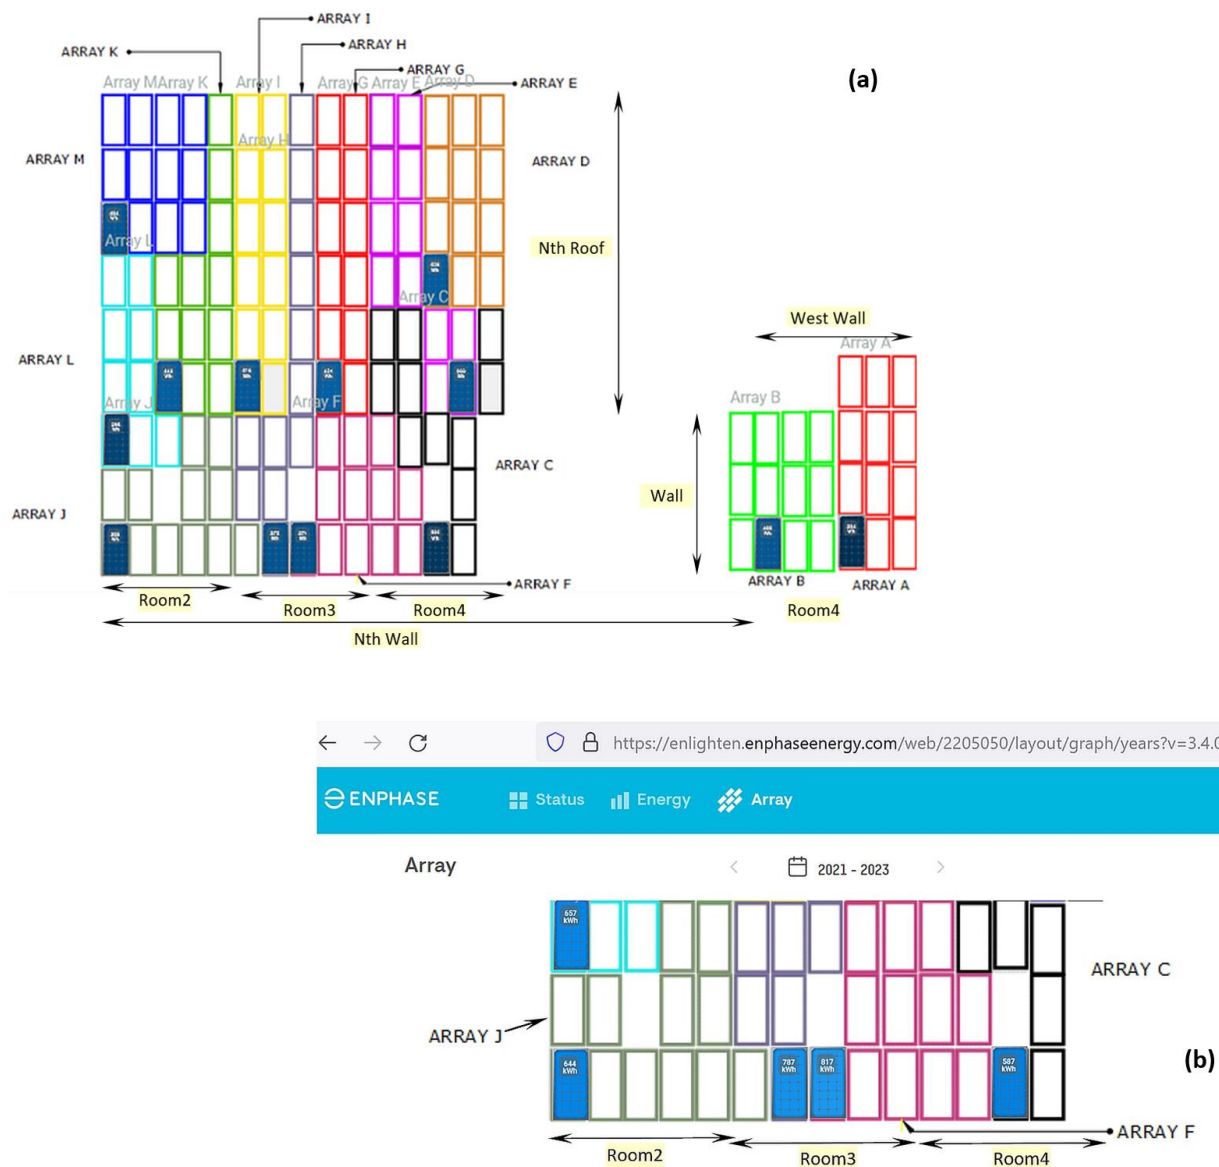 ARRAY I
ARRAY K
ARRAY H
ARRAY G
ARRAY E
(a)
Array M
Array K
Array I
Array G
Array E
Array D
Array H
ARRAY M
ARRAY D
Array L
Nth Roof
Array C
West Wall
Array A
ARRAY L
Array J
Array F
Array B
ARRAY C
Wall
ARRAY J
ARRAY B
ARRAY A
ARRAY F
Room2
Room3
Room4
Room4
Nth Wall
https://enlighten.enphaseenergy.com/web/2205050/layout/graph/years?v=3.4.0
ENPHASE
Status
Energy
Array
Array
2021 - 2023
657
kWh
ARRAY C
ARRAY J
644
kWh
787
kWh
817
kWh
587
kWh
(b)
ARRAY F
Room2
Room3
Room4